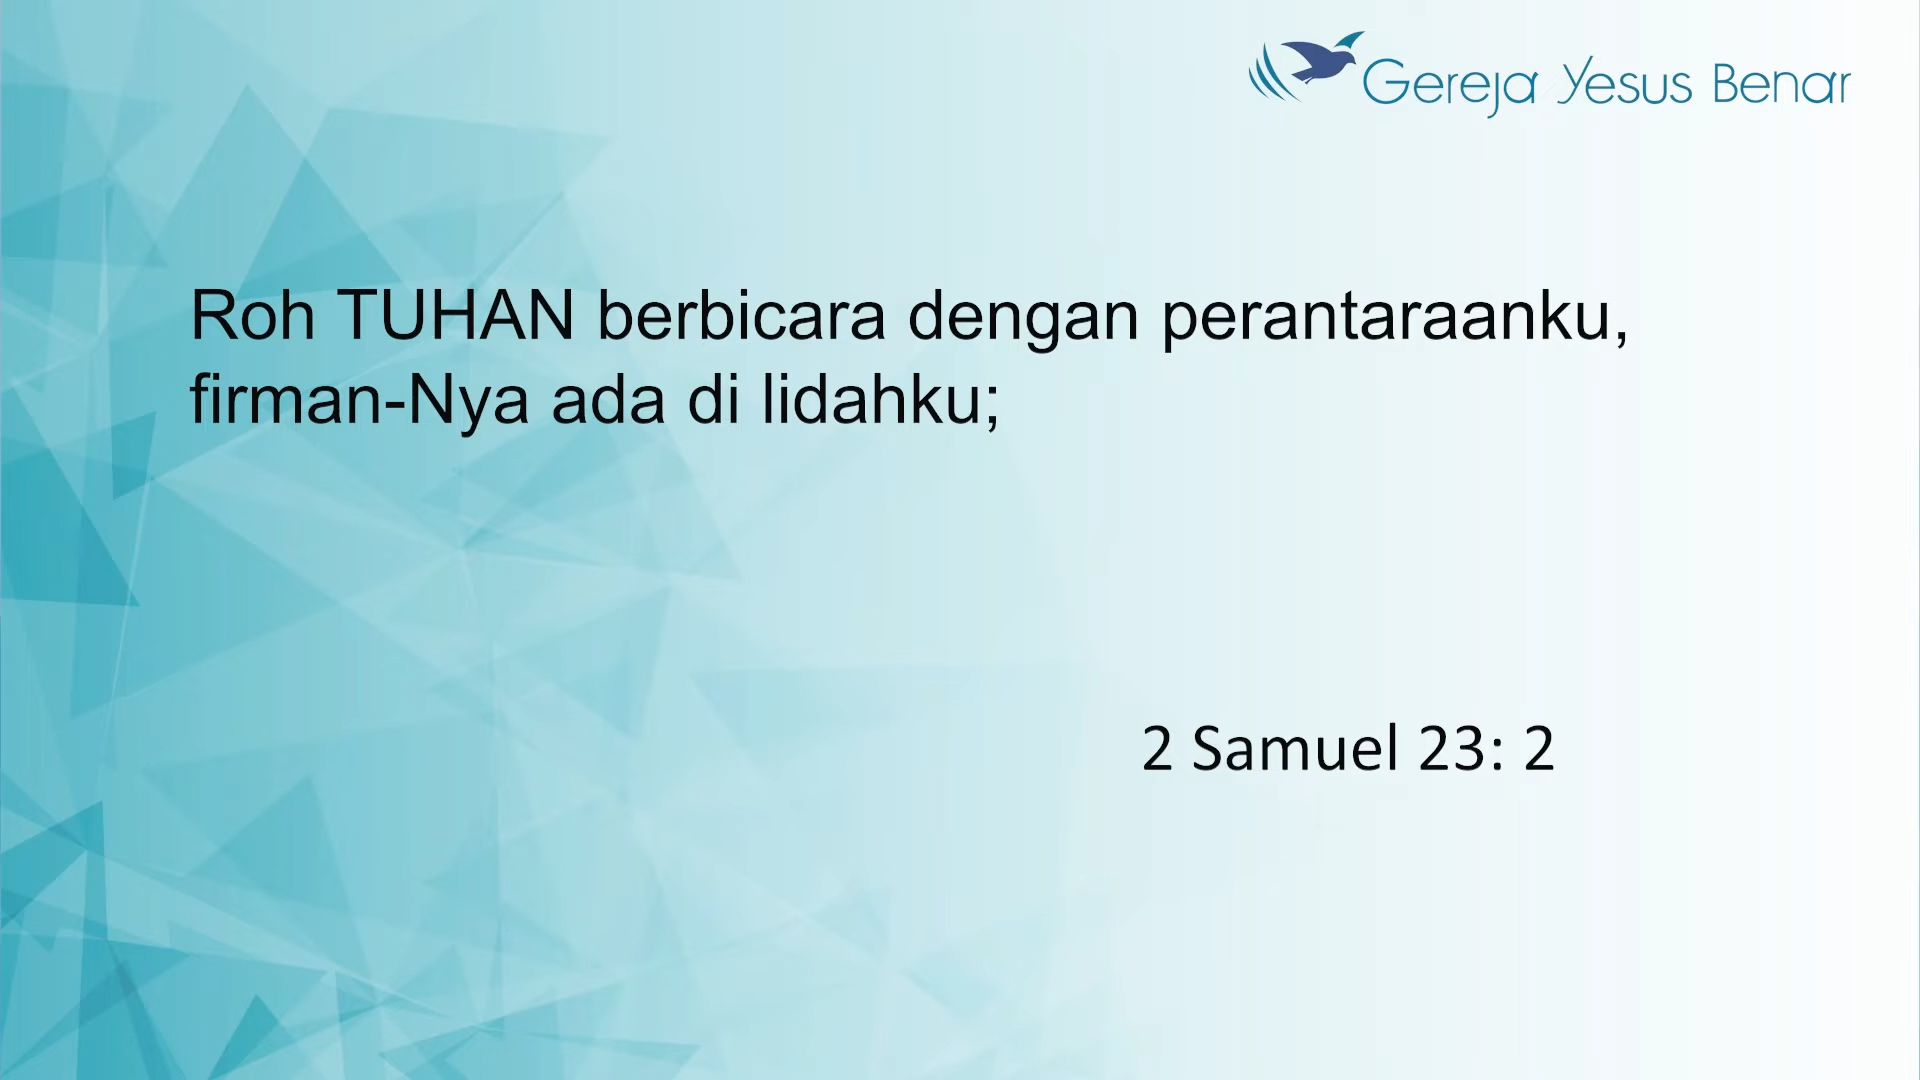 Gereja Yesus Benar
Roh TUHAN berbicara dengan perantaraanku,
firman-Nya ada di lidahku;
2 Samuel 23: 2